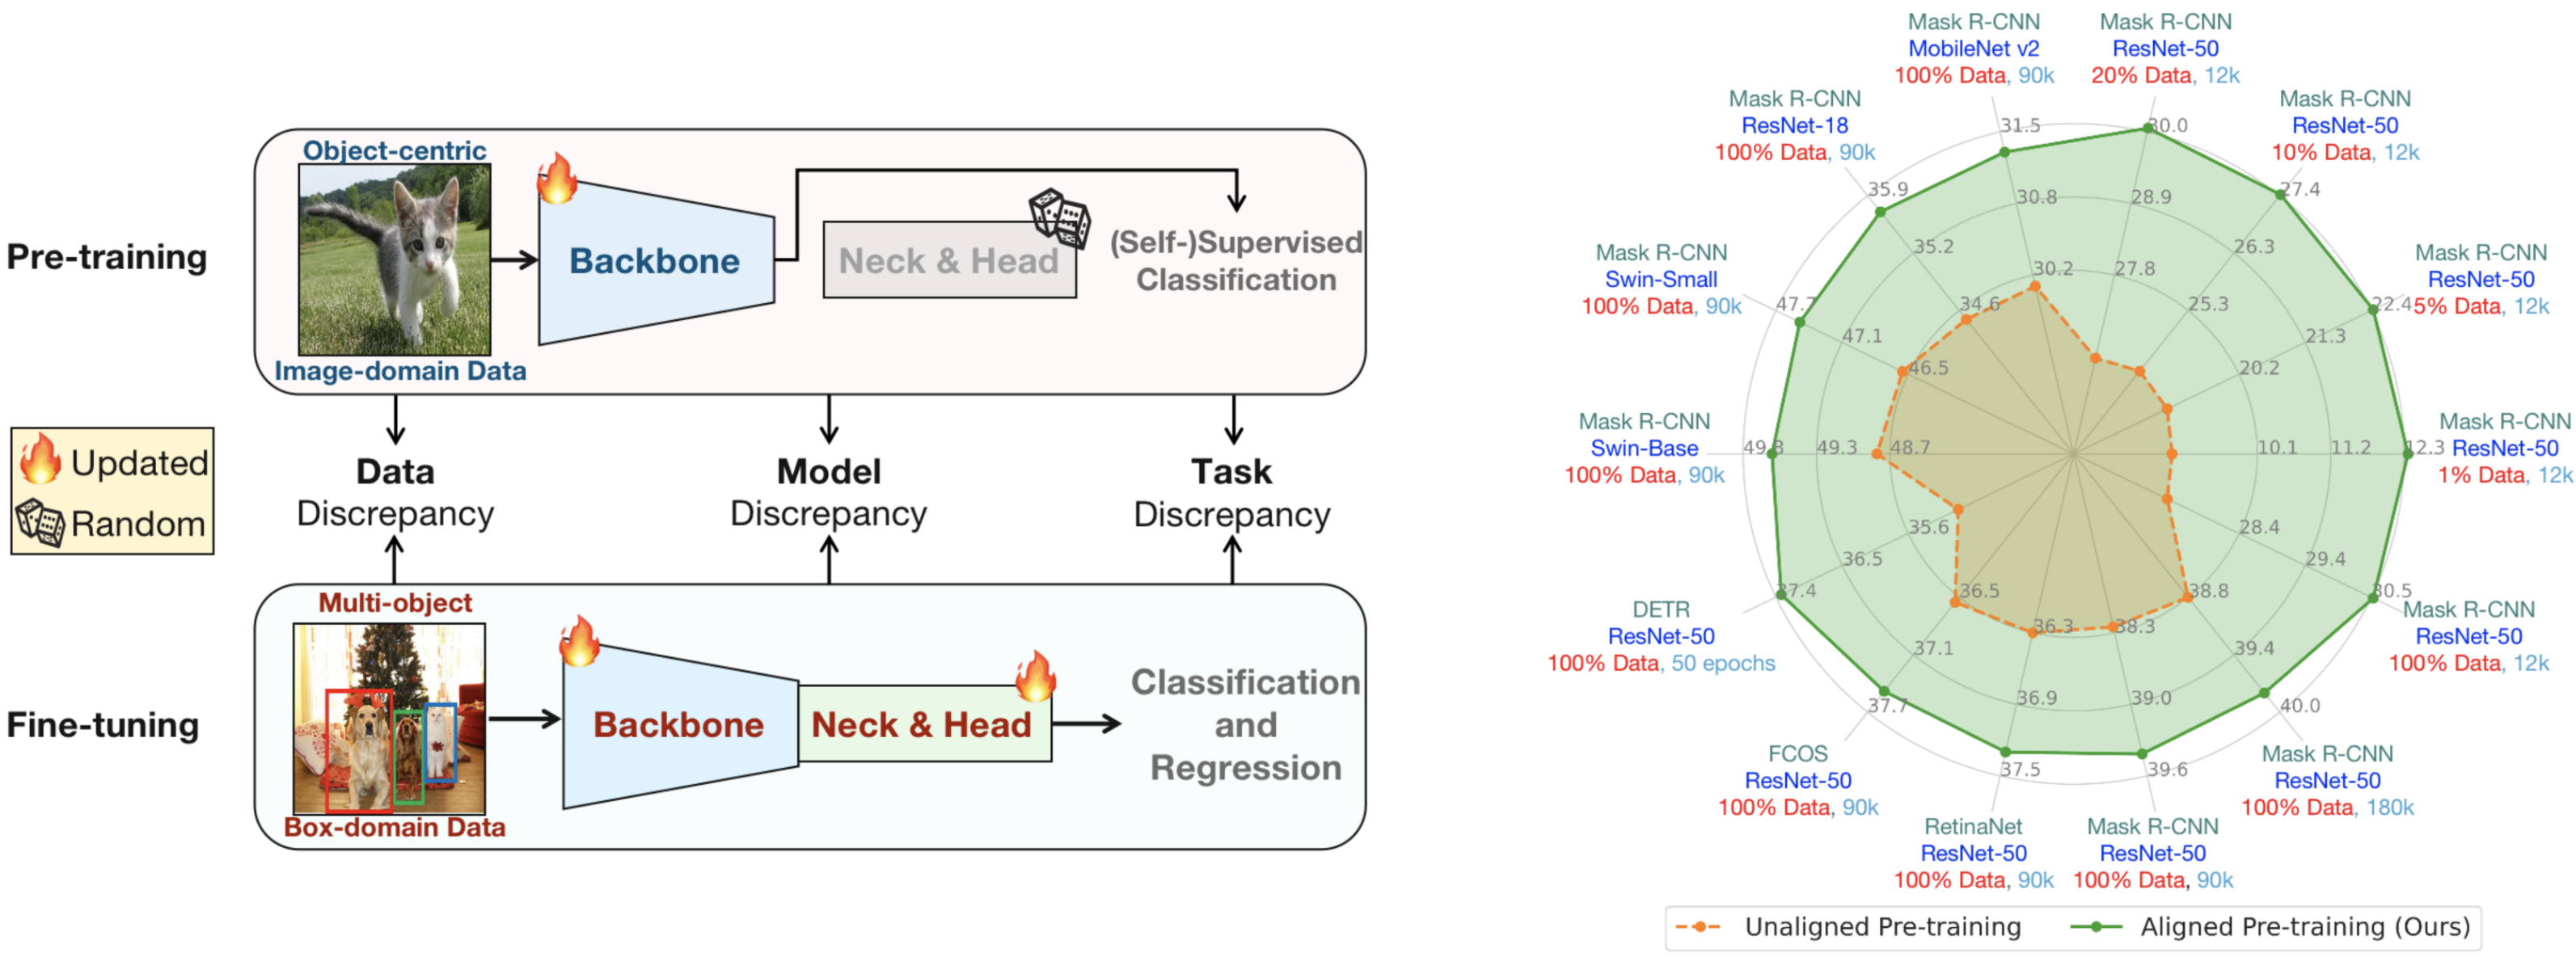 Pre-training
Object-centric
Image-domain Data
Backbone
Neck & Head
(Self-)Supervised
Classification
Updated
Random
Data
Discrepancy
Model
Discrepancy
Task
Discrepancy
Fine-tuning
Multi-object
Box-domain Data
Backbone
Neck & Head
Classification
and
Regression
Mask R-CNN
MobileNet v2
100% Data, 90k
31.5
30.8
30.2
Mask R-CNN
ResNet-50
20% Data, 12k
30.0
28.9
27.8
Mask R-CNN
ResNet-50
10% Data, 12k
27.4
26.3
25.3
Mask R-CNN
ResNet-50
5% Data, 12k
22.4
21.3
20.2
Mask R-CNN
ResNet-50
1% Data, 12k
12.3
11.2
10.1
Mask R-CNN
ResNet-50
100% Data, 12k
30.5
29.4
28.4
Mask R-CNN
ResNet-50
100% Data, 180k
40.0
39.4
38.8
Mask R-CNN
ResNet-50
100% Data, 90k
39.6
39.0
38.3
RetinaNet
ResNet-50
100% Data, 90k
37.5
36.9
36.3
FCOS
ResNet-50
100% Data, 90k
37.7
37.1
36.5
DETR
ResNet-50
100% Data, 50 epochs
37.4
36.5
35.6
Mask R-CNN
Swin-Base
100% Data, 90k
49.8
49.3
48.7
Mask R-CNN
Swin-Small
100% Data, 90k
47.7
47.1
46.5
Mask R-CNN
ResNet-18
100% Data, 90k
35.9
35.2
34.6
Unaligned Pre-training
Aligned Pre-training (Ours)